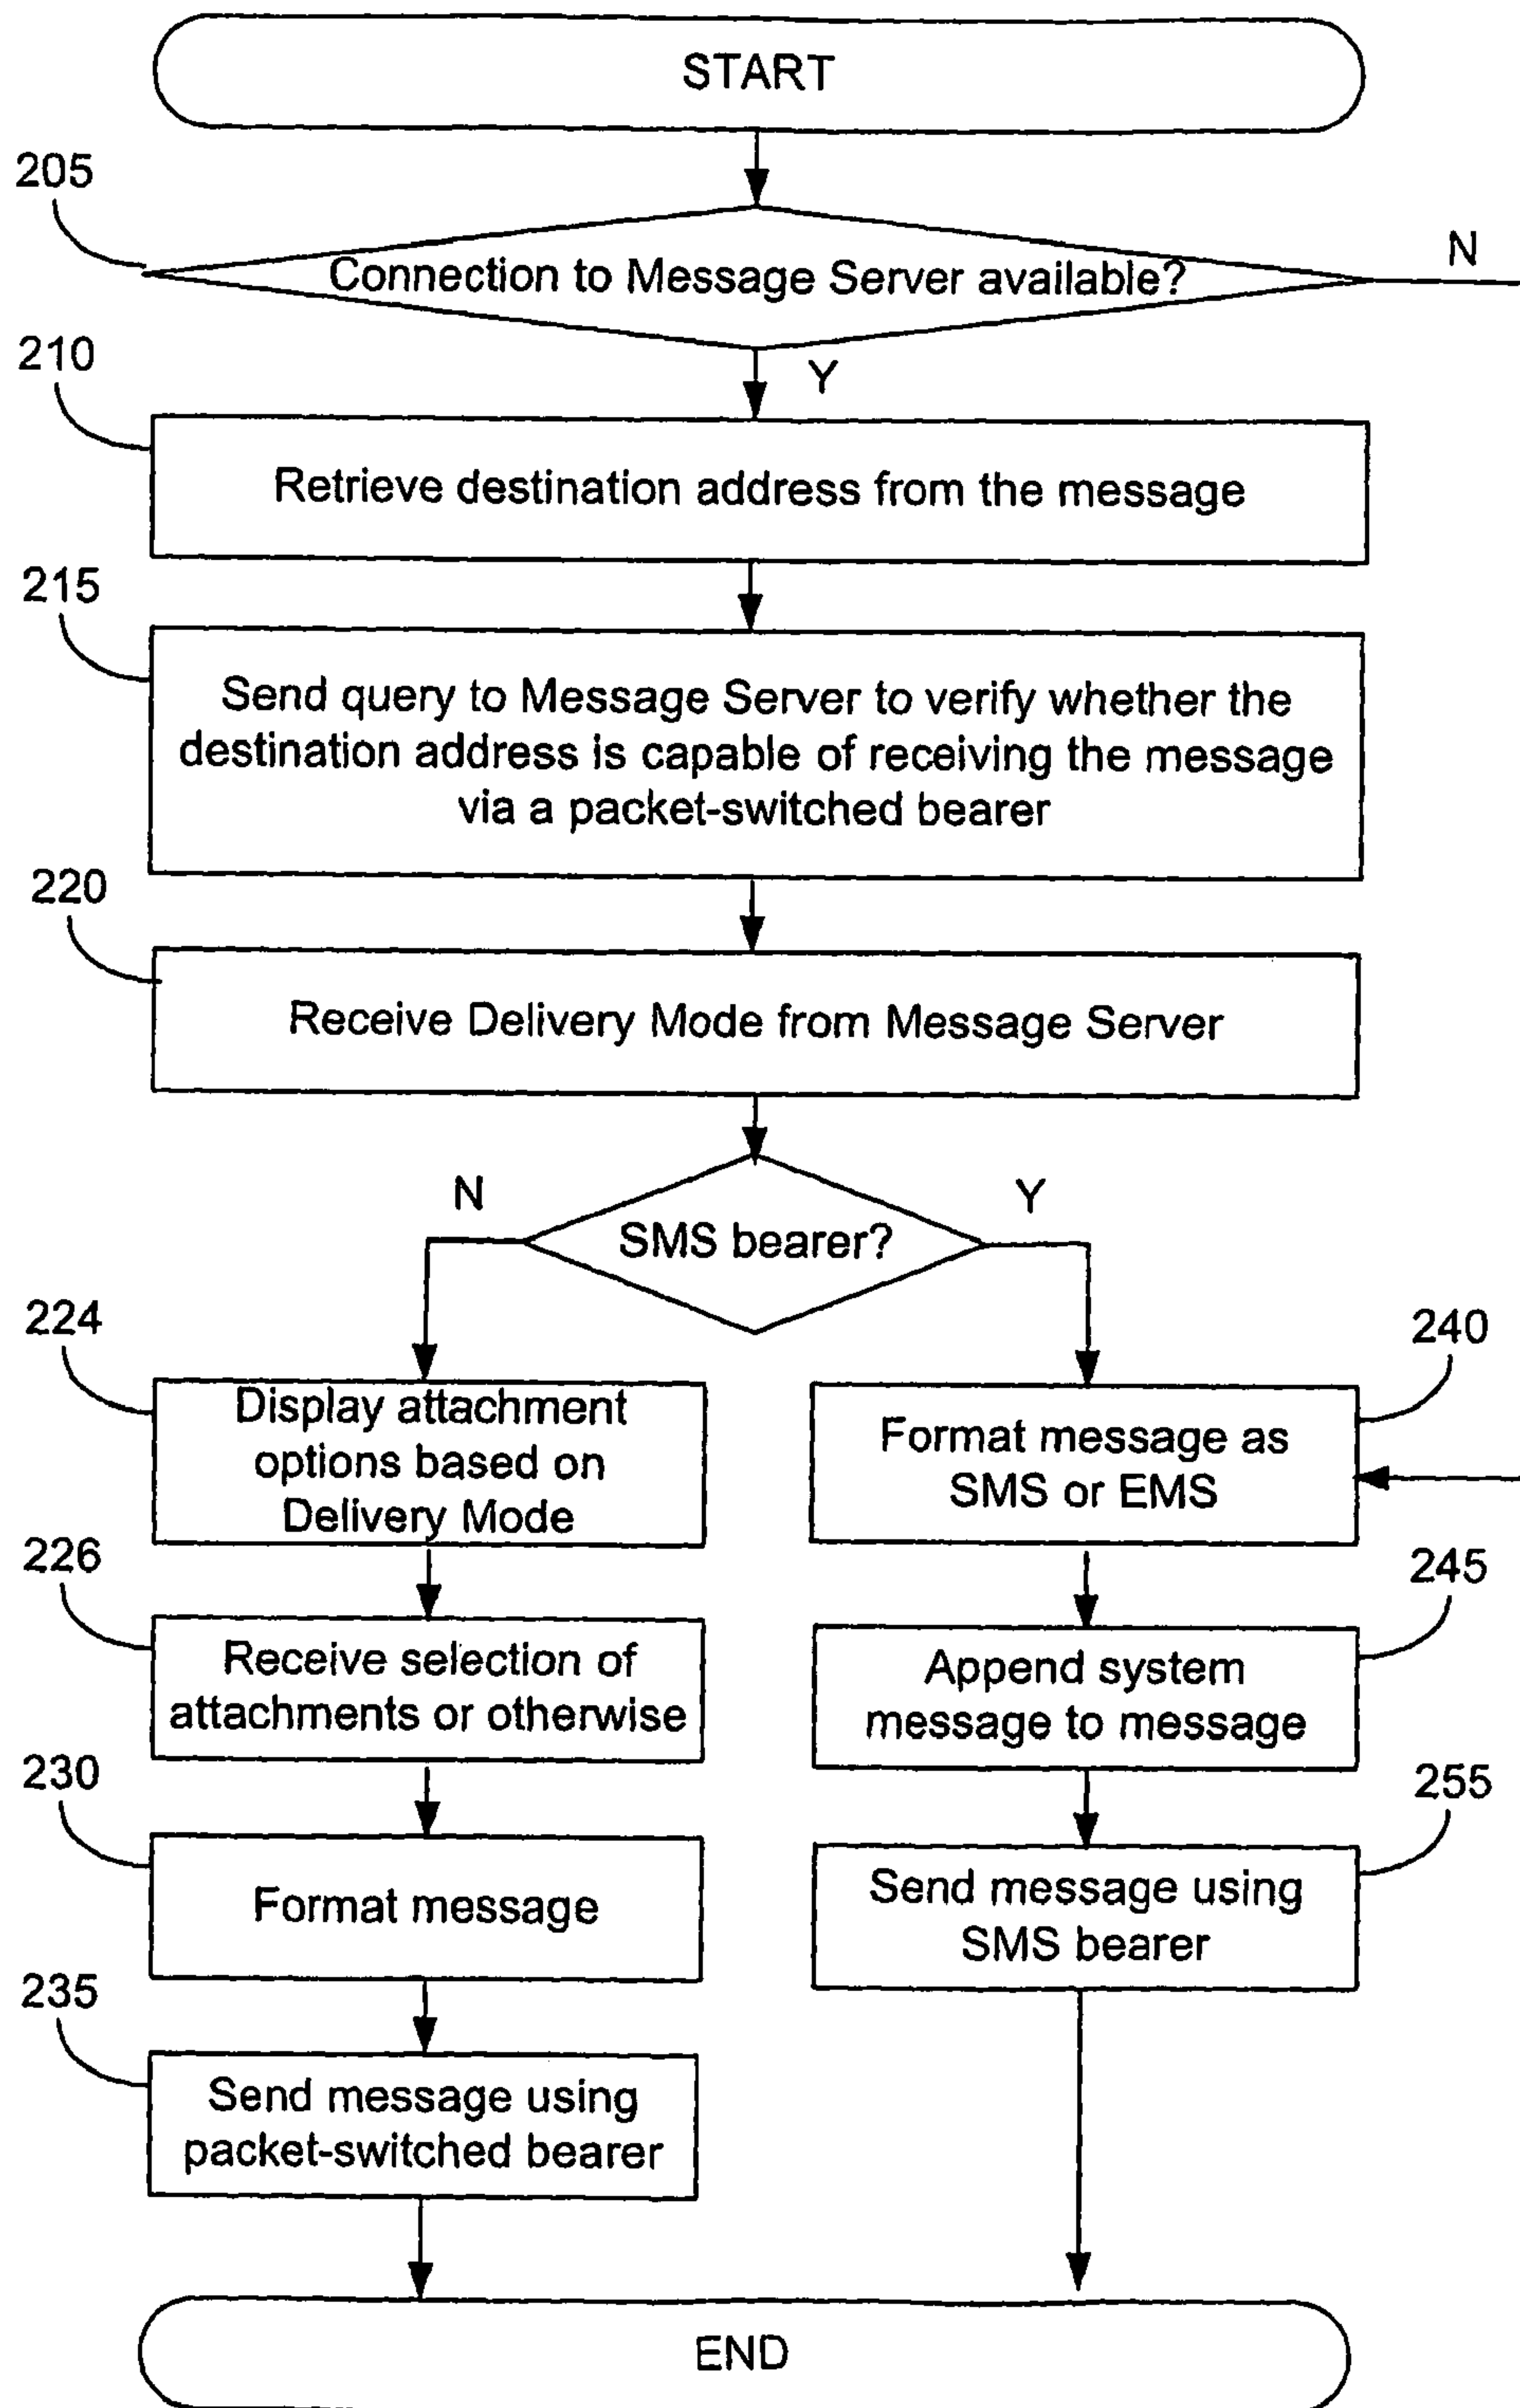 START
205
Connection to Message Server available?
N
Y
210
Retrieve destination address from the message
215
Send query to Message Server to verify whether the
destination address is capable of receiving the message
via a packet-switched bearer
220
Receive Delivery Mode from Message Server
N
SMS bearer?
Y
224
Display attachment
options based on
Delivery Mode
240
Format message as
SMS or EMS
226
Receive selection of
attachments or otherwise
245
Append system
message to message
230
Format message
255
Send message using
SMS bearer
235
Send message using
packet-switched bearer
END